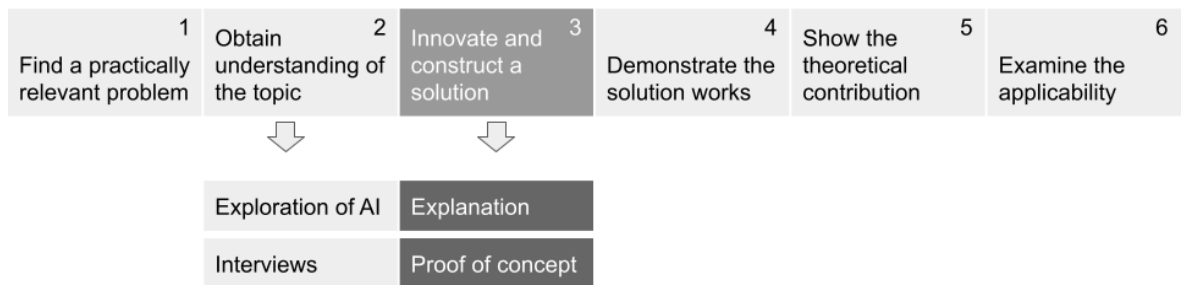 1
Find a practically
relevant problem
2
Obtain
understanding of
the topic
3
Innovate and
construct a
solution
4
Demonstrate the
solution works
5
Show the
theoretical
contribution
6
Examine the
applicability
Exploration of AI
Explanation
Interviews
Proof of concept